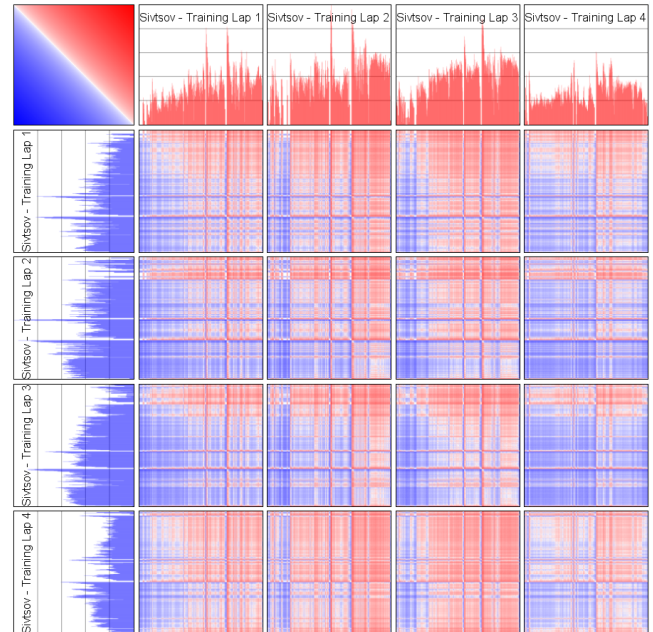 Sivtsov - Training Lap 1
Sivtsov - Training Lap 2
Sivtsov - Training Lap 3
Sivtsov - Training Lap 4
Sivtsov - Training Lap 1
Sivtsov - Training Lap 2
Sivtsov - Training Lap 3
Sivtsov - Training Lap 4